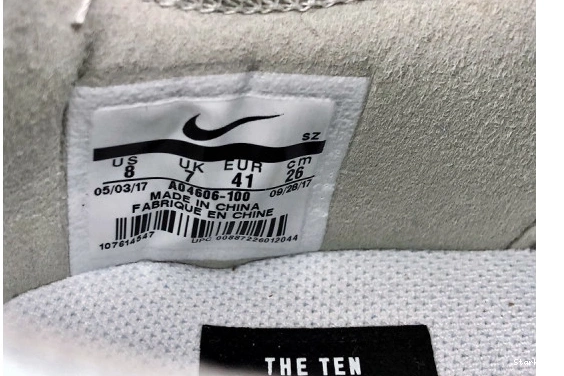 SZ
US UK EUR cm
8 7 41 26
05/03/17 AO4606-100 09/28/17
MADE IN CHINA
FABRIQUE EN CHINE
107614547 UPC 00887226012044
THE TEN